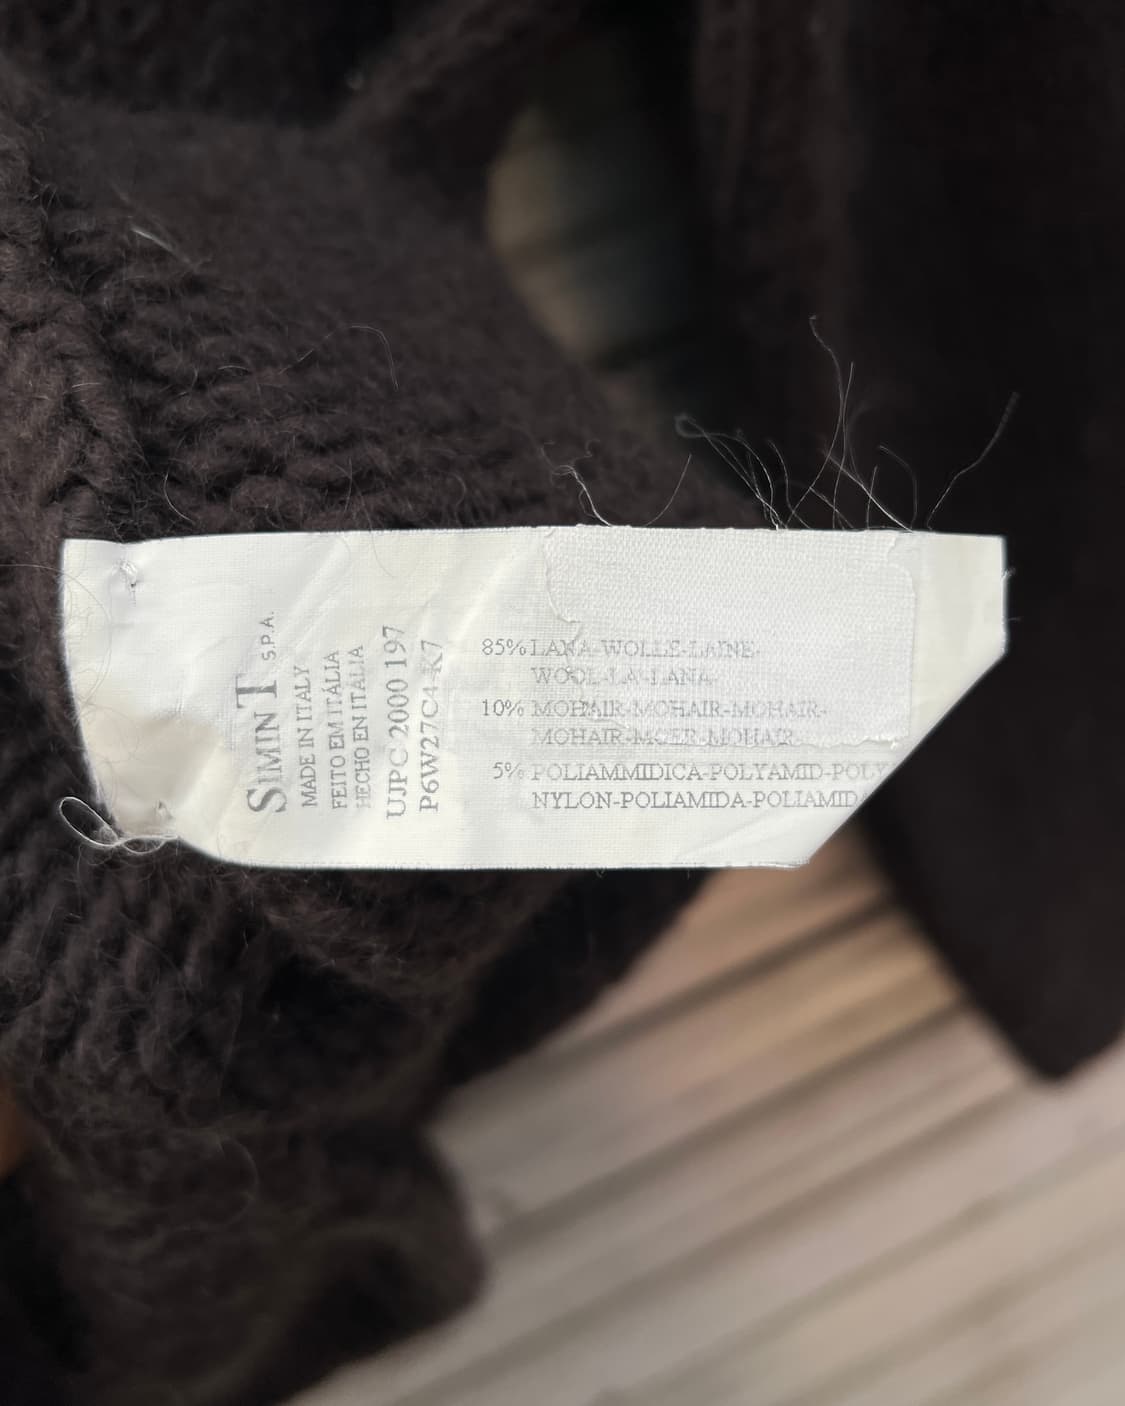 SIMINT S.P.A.
MADE IN ITALY
FEITO EM ITÁLIA
HECHO EN ITALIA
UJPC 2000 197
P6W27C4-K7
85% LANA-WOLLE-LAINE-
WOOL-LA-LANA
10% MOHAIR-MOHAIR-MOHAIR-
MOHAIR-MOER-MOHAIR
5% POLIAMMIDICA-POLYAMID-POLY
NYLON-POLIAMIDA-POLIAMIDA